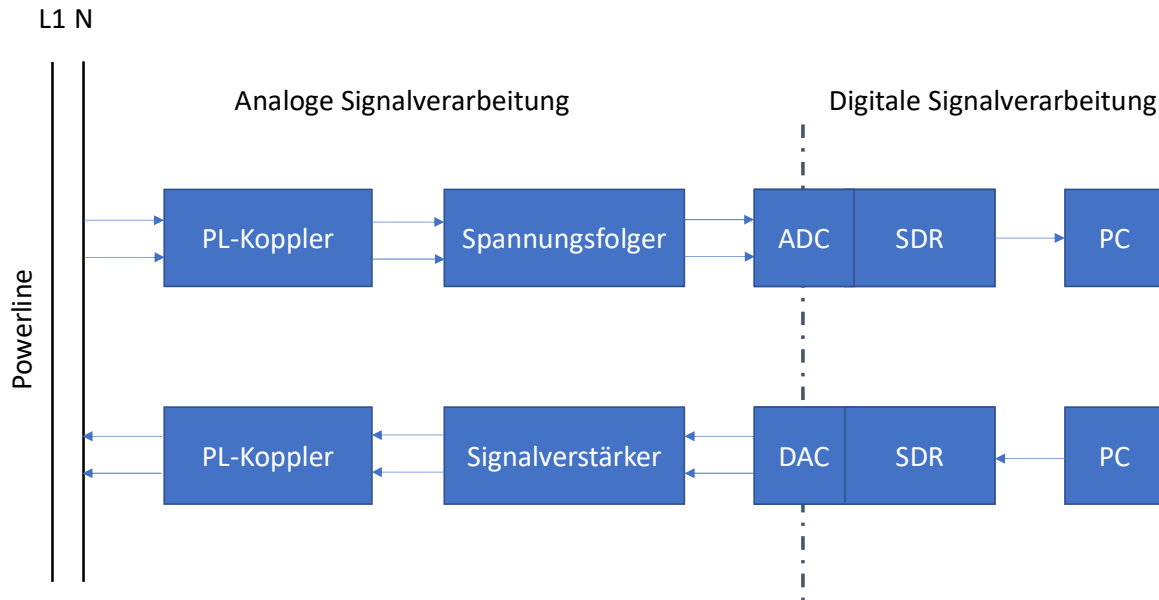 L1 N
Analoge Signalverarbeitung
Digitale Signalverarbeitung
Powerline
PL-Koppler
Spannungsfolger
ADC
SDR
PC
PL-Koppler
Signalverstärker
DAC
SDR
PC